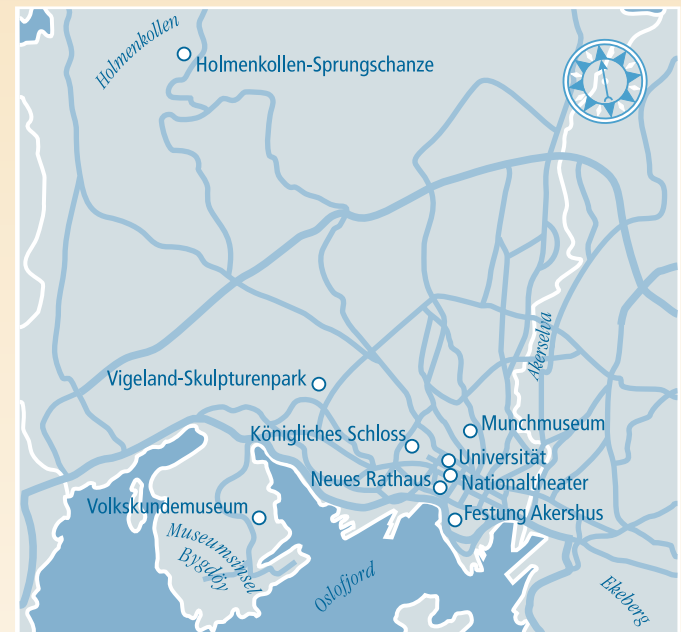 Holmenkollen
Holmenkollen-Sprungschanze
Akerselva
Vigeland-Skulpturenpark
Munchmuseum
Königliches Schloss
Universität
Neues Rathaus
Nationaltheater
Volkskundemuseum
Festung Akershus
Museumsinsel
Bygdöy
Oslofjord
Ekeberg